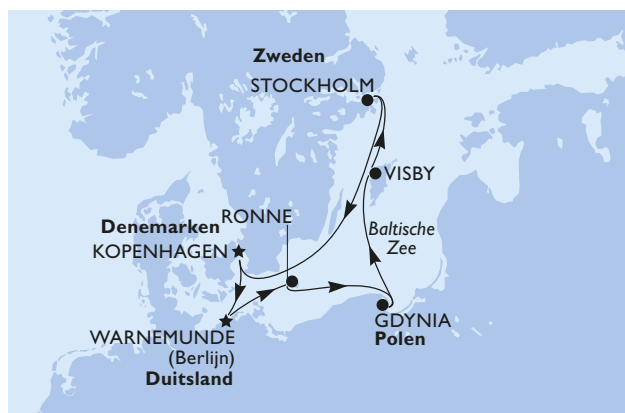 Zweden
STOCKHOLM
VISBY
RONNE
Denemarken
KOPENHAGEN
Baltische
Zee
GDYNIA
Polen
WARNEMUNDE
(Berlijn)
Duitsland